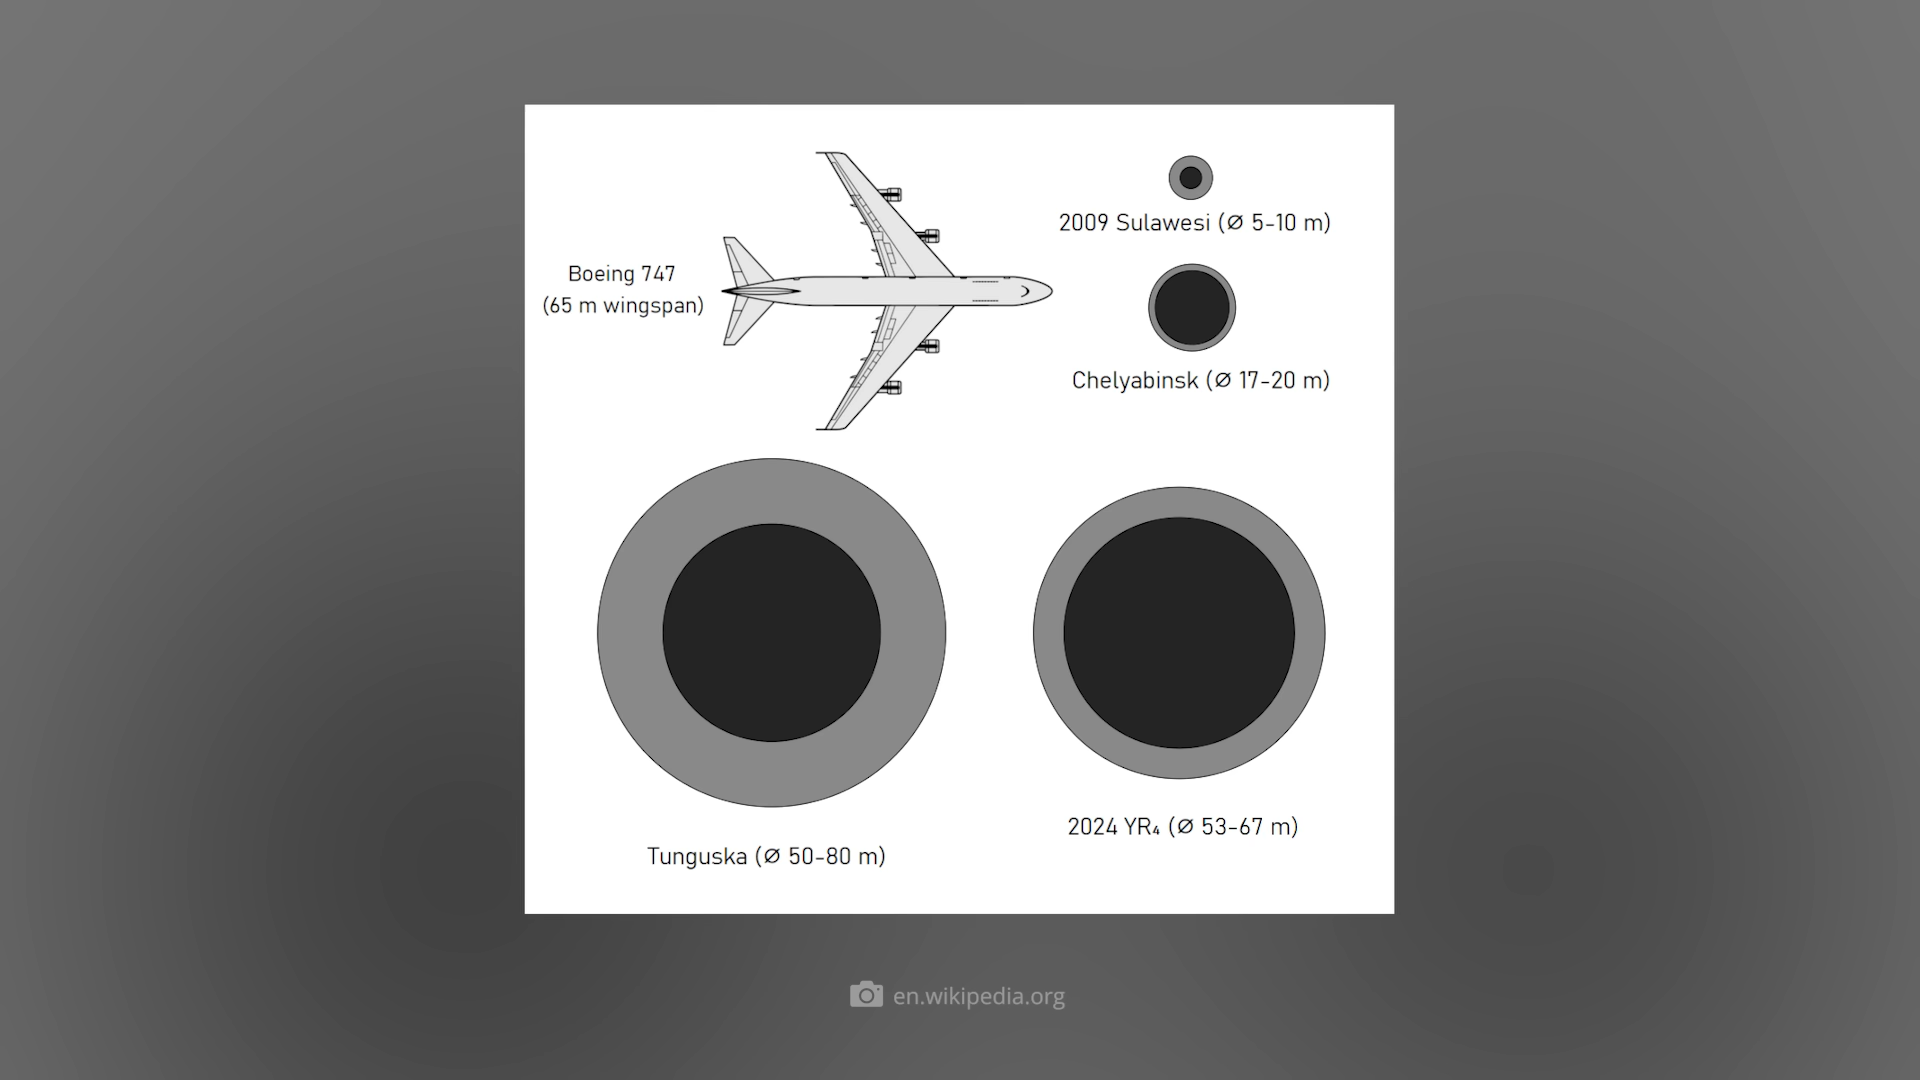 Boeing 747
(65 m wingspan)
2009 Sulawesi (∅ 5-10 m)
Chelyabinsk (∅ 17-20 m)
Tunguska (∅ 50-80 m)
2024 YR₄ (∅ 53-67 m)
en.wikipedia.org